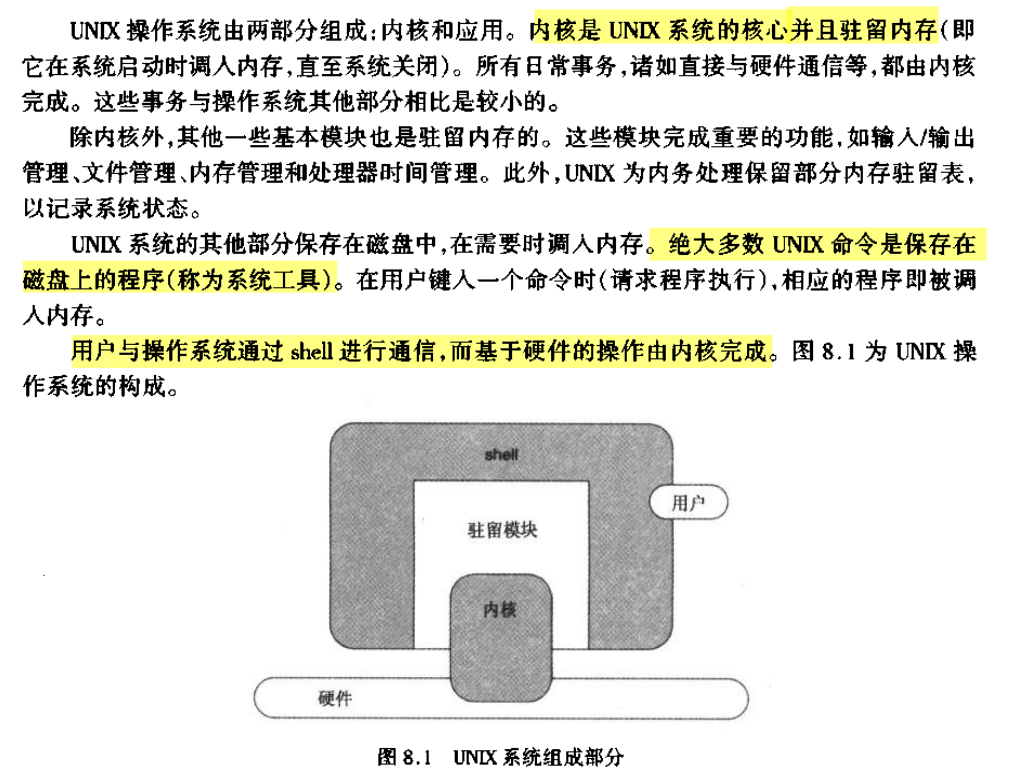 UNIX 操作系统由两部分组成:内核和应用。内核是 UNIX 系统的核心并且驻留内存(即
它在系统启动时调入内存,直至系统关闭)。所有日常事务,诸如直接与硬件通信等,都由内核
完成。这些事务与操作系统其他部分相比是较小的。
除内核外,其他一些基本模块也是驻留内存的。这些模块完成重要的功能,如输入/输出
管理、文件管理、内存管理和处理器时间管理。此外,UNIX 为内务处理保留部分内存驻留表,
以记录系统状态。
UNIX 系统的其他部分保存在磁盘中,在需要时调入内存。绝大多数 UNIX 命令是保存在
磁盘上的程序(称为系统工具)。在用户键入一个命令时(请求程序执行),相应的程序即被调
入内存。
用户与操作系统通过 shell 进行通信,而基于硬件的操作由内核完成。图 8.1 为 UNIX 操
作系统的构成。
shell
用户
驻留模块
内核
硬件
图 8.1 UNIX 系统组成部分